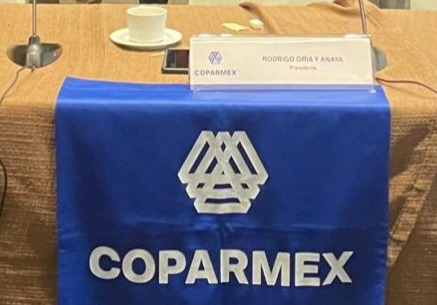 COPARMEX
RODRIGO ORIA Y ANAYA
Presidente
COPARMEX